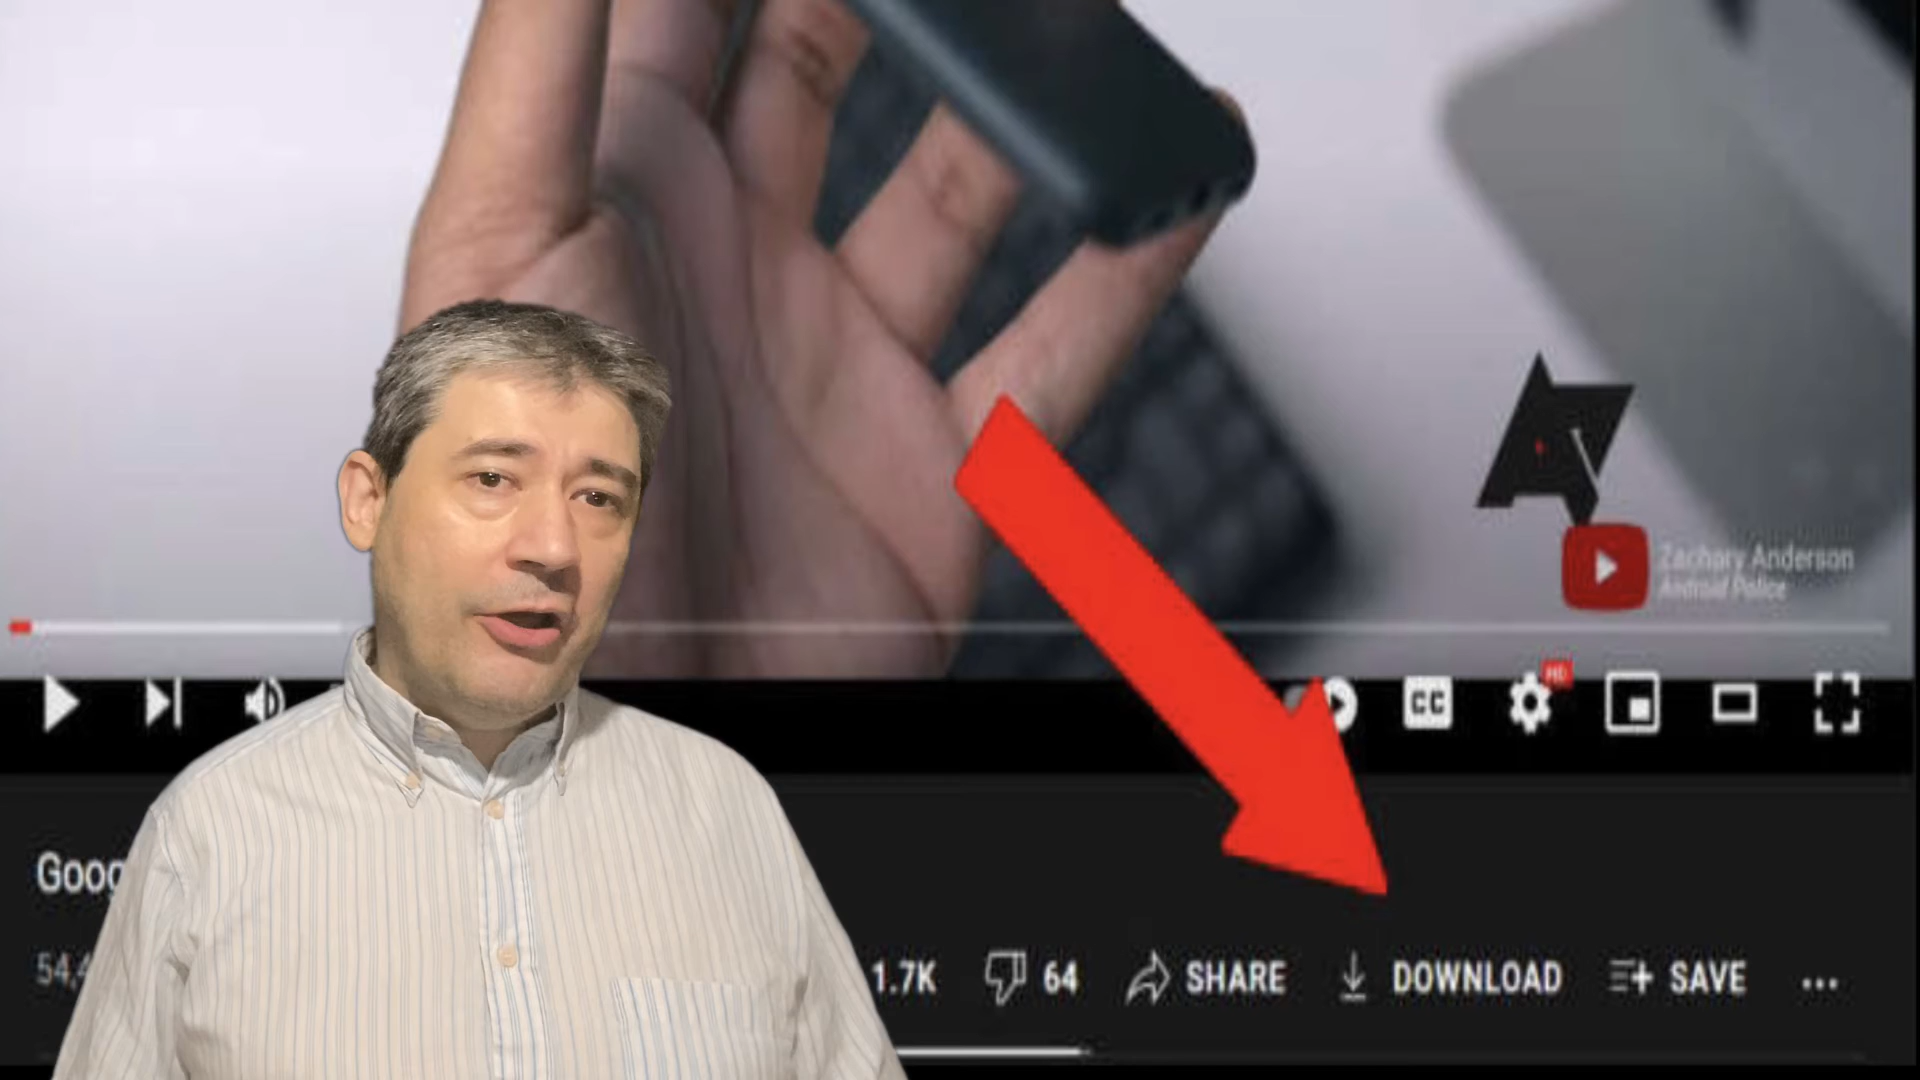 Zachary Anderson
Android Police
CC
HD
Goog
54,4
1.7K 64 SHARE DOWNLOAD SAVE